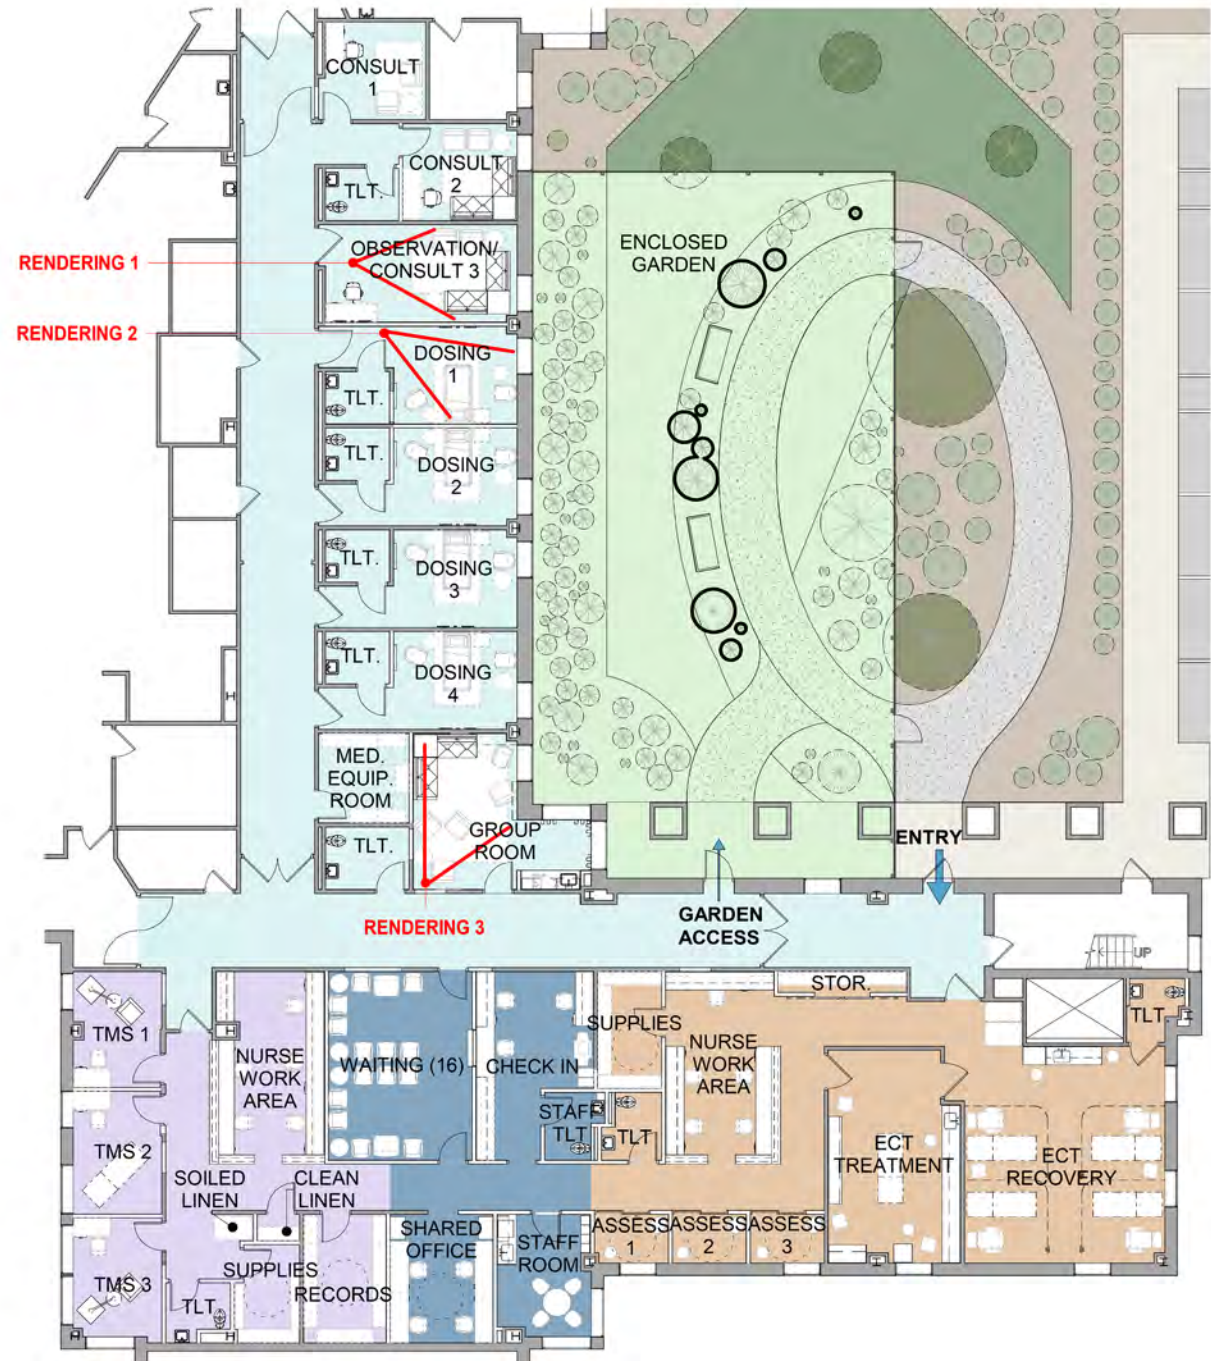 CONSULT
1
CONSULT
2
TLT.
OBSERVATION/
CONSULT 3
RENDERING 1
RENDERING 2
DOSING
1
TLT.
TLT.
DOSING
2
TLT.
DOSING
3
TLT.
DOSING
4
MED.
EQUIP.
ROOM
TLT.
GROUP
ROOM
RENDERING 3
ENCLOSED
GARDEN
ENTRY
GARDEN
ACCESS
UP
TMS 1
TMS 2
TMS 3
NURSE
WORK
AREA
WAITING (16)
CHECK IN
SUPPLIES
STOR.
NURSE
WORK
AREA
TLT
STAFF
TLT
TLT
ECT
TREATMENT
ECT
RECOVERY
SOILED
LINEN
CLEAN
LINEN
SHARED
OFFICE
STAFF
ROOM
ASSESS
1
ASSESS
2
ASSESS
3
SUPPLIES
RECORDS
TLT